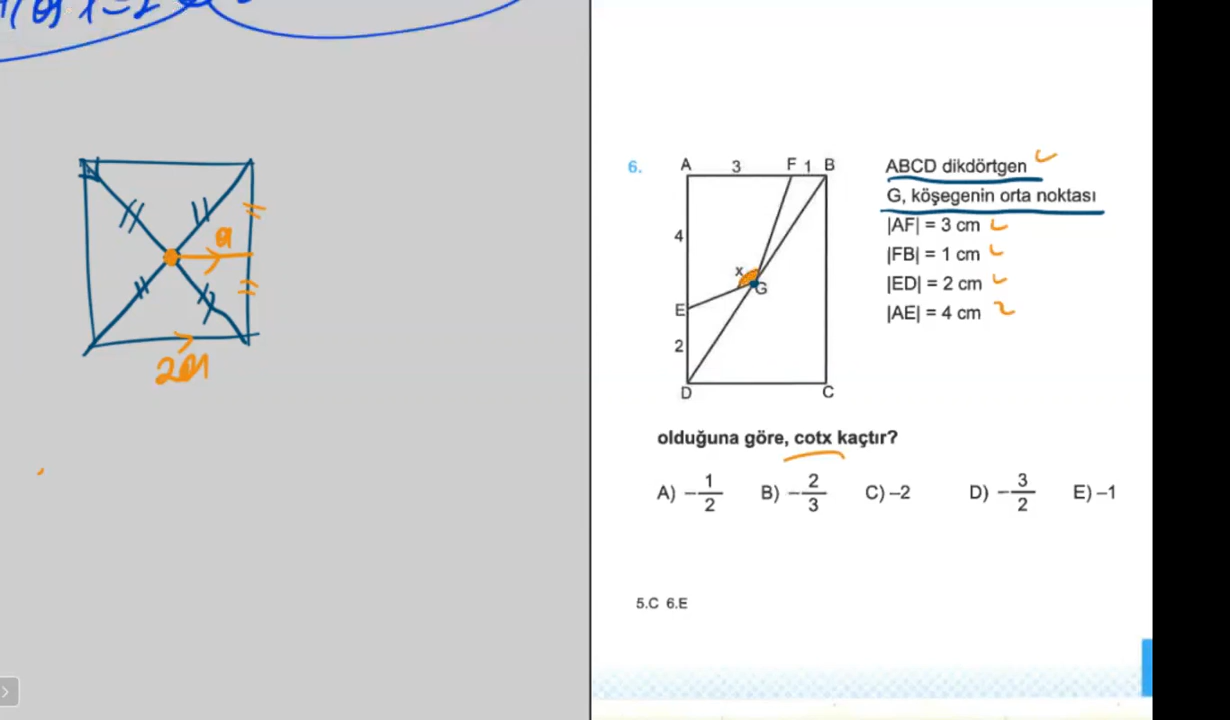 6.
A 3 F 1 B
4
x
G
E
2
D C
ABCD dikdörtgen
G, köşegenin orta noktası
|AF| = 3 cm
|FB| = 1 cm
|ED| = 2 cm
|AE| = 4 cm
olduğuna göre, cotx kaçtır?
A) -1/2 B) -2/3 C) -2 D) -3/2 E) -1
5.C 6.E
a